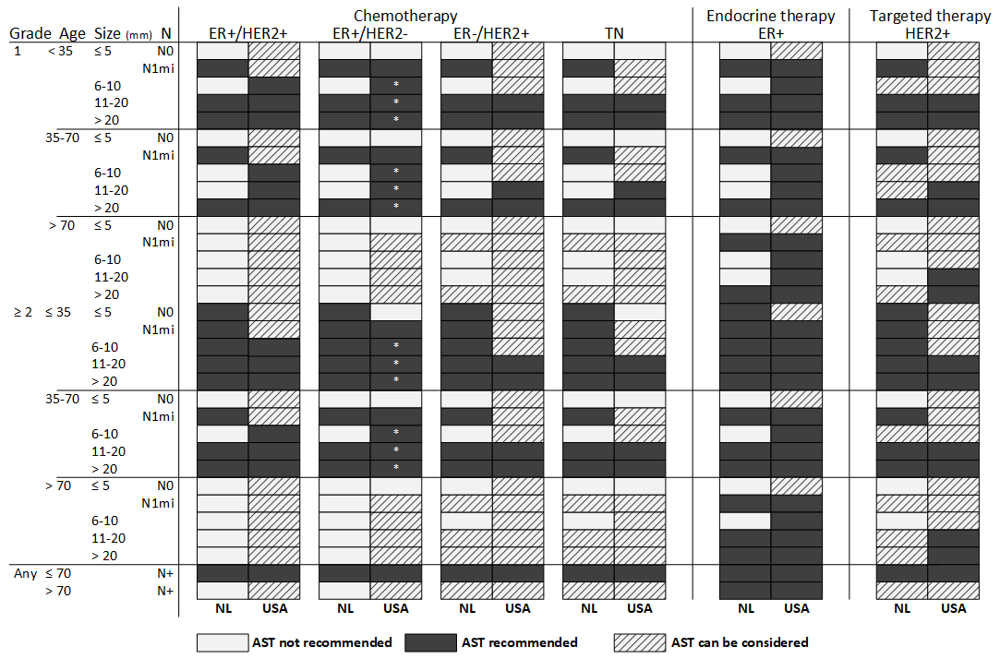 Chemotherapy Endocrine therapy Targeted therapy
Grade Age Size (mm) N ER+/HER2+ ER+/HER2- ER-/HER2+ TN ER+ HER2+
1 < 35 ≤ 5 N0
N1mi
6-10 *
11-20 *
> 20 *
35-70 ≤ 5 N0
N1mi
6-10 *
11-20 *
> 20 *
> 70 ≤ 5 N0
N1mi
6-10
11-20
> 20
≥ 2 ≤ 35 ≤ 5 N0
N1mi
6-10 *
11-20 *
> 20 *
35-70 ≤ 5 N0
N1mi
6-10 *
11-20 *
> 20 *
> 70 ≤ 5 N0
N1mi
6-10
11-20
> 20
Any ≤ 70 N+
> 70 N+
NL USA NL USA NL USA NL USA NL USA NL USA
AST not recommended AST recommended AST can be considered